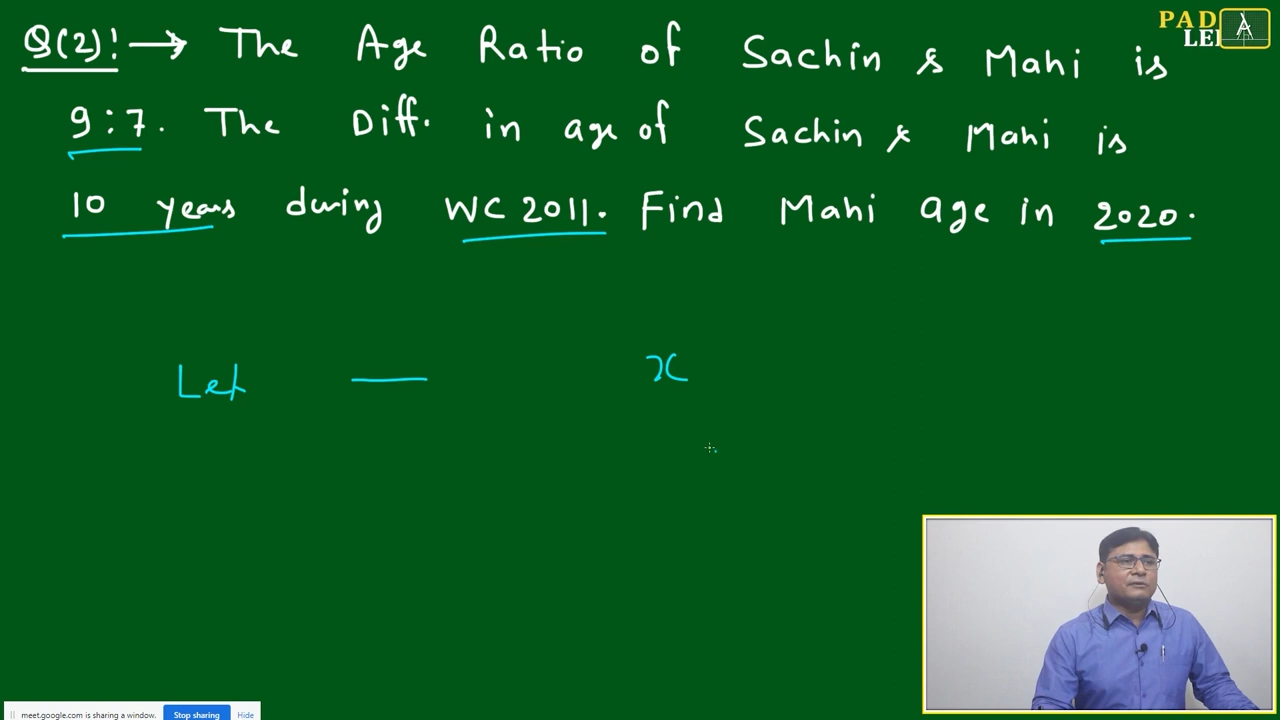 Q(2)!→ The Age Ratio of Sachin & Mahi is
9:7. The Diff. in age of Sachin & Mahi is
10 years during WC 2011. Find Mahi age in 2020.
Let — x
PAD
LE
meet.google.com is sharing a window. Stop sharing Hide